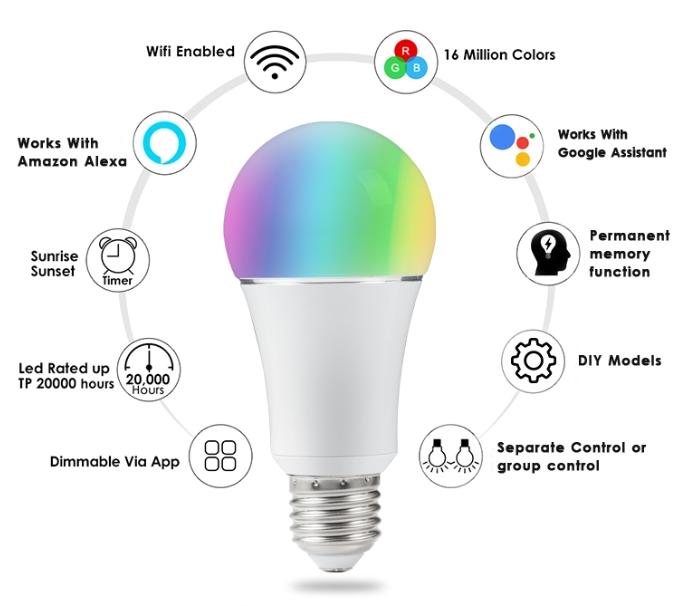 Wifi Enabled
R
G B
16 Million Colors
Works With
Amazon Alexa
Works With
Google Assistant
Sunrise
Sunset
Timer
Permanent
memory
function
Led Rated up
TP 20000 hours
20,000
Hours
DIY Models
Dimmable Via App
Separate Control or
group control